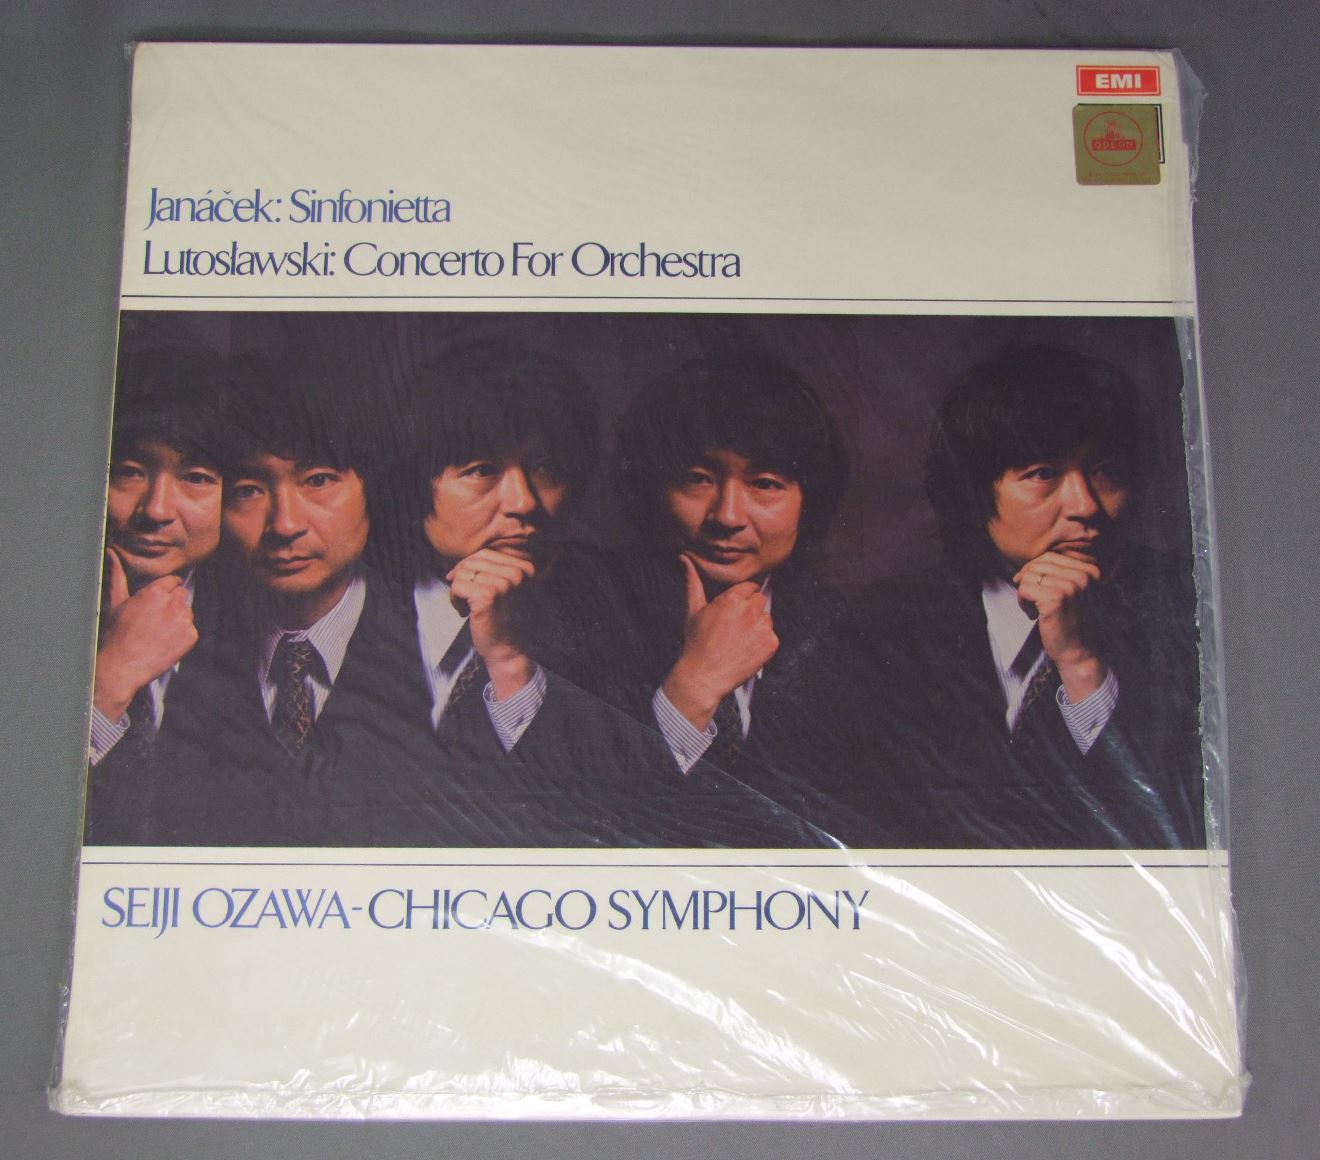 EMI
ODEON
Janáček: Sinfonietta
Lutosławski: Concerto For Orchestra
SEIJI OZAWA-CHICAGO SYMPHONY